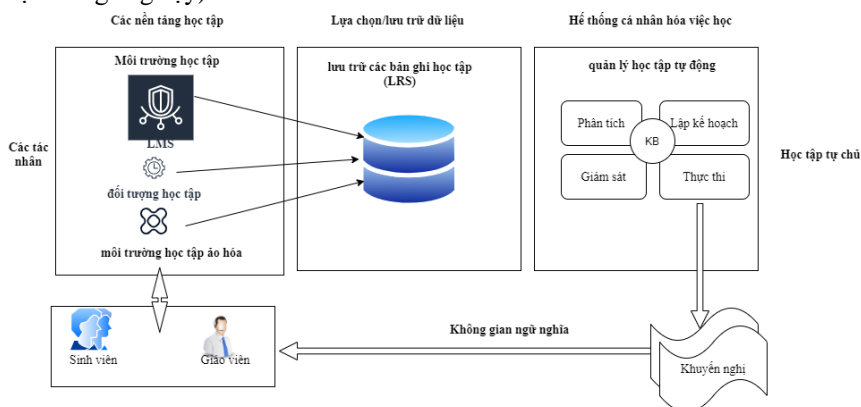 Các nền tảng học tập
Lựa chọn/lưu trữ dữ liệu
Hế thống cá nhân hóa việc học
Môi trường học tập
LMS
đối tượng học tập
môi trường học tập ảo hóa
lưu trữ các bản ghi học tập
(LRS)
quản lý học tập tự động
Phân tích
Lập kế hoạch
KB
Giám sát
Thực thi
Các tác
nhân
Học tập tự chủ
Sinh viên
Giáo viên
Không gian ngữ nghĩa
Khuyến nghị